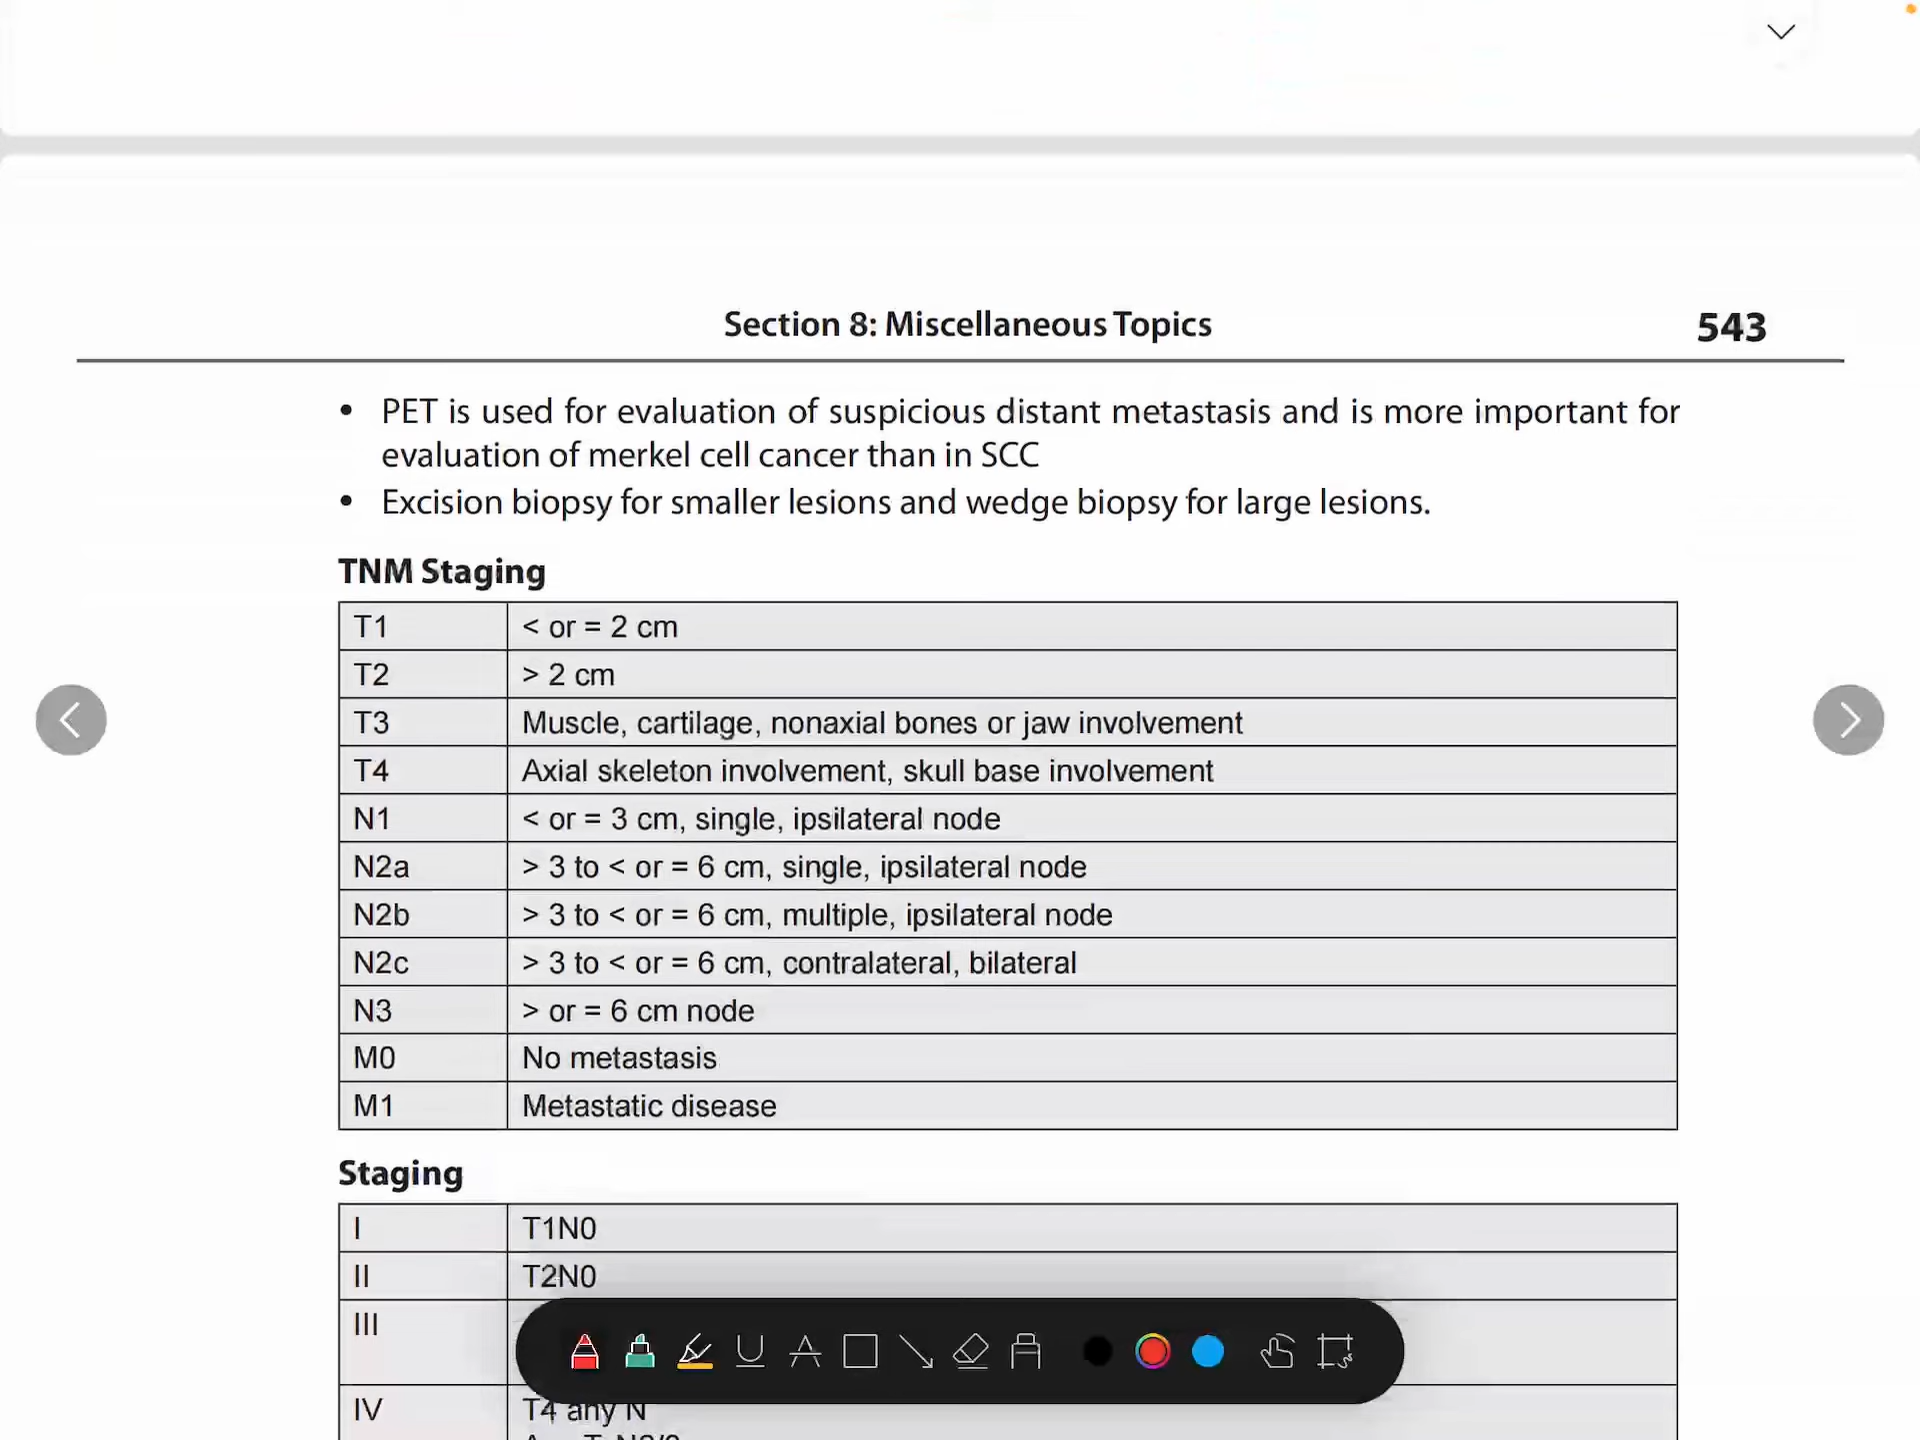 Section 8: Miscellaneous Topics 543
• PET is used for evaluation of suspicious distant metastasis and is more important for
evaluation of merkel cell cancer than in SCC
• Excision biopsy for smaller lesions and wedge biopsy for large lesions.
TNM Staging
T1 < or = 2 cm
T2 > 2 cm
T3 Muscle, cartilage, nonaxial bones or jaw involvement
T4 Axial skeleton involvement, skull base involvement
N1 < or = 3 cm, single, ipsilateral node
N2a > 3 to < or = 6 cm, single, ipsilateral node
N2b > 3 to < or = 6 cm, multiple, ipsilateral node
N2c > 3 to < or = 6 cm, contralateral, bilateral
N3 > or = 6 cm node
M0 No metastasis
M1 Metastatic disease
Staging
I T1N0
II T2N0
III
IV T4 any N